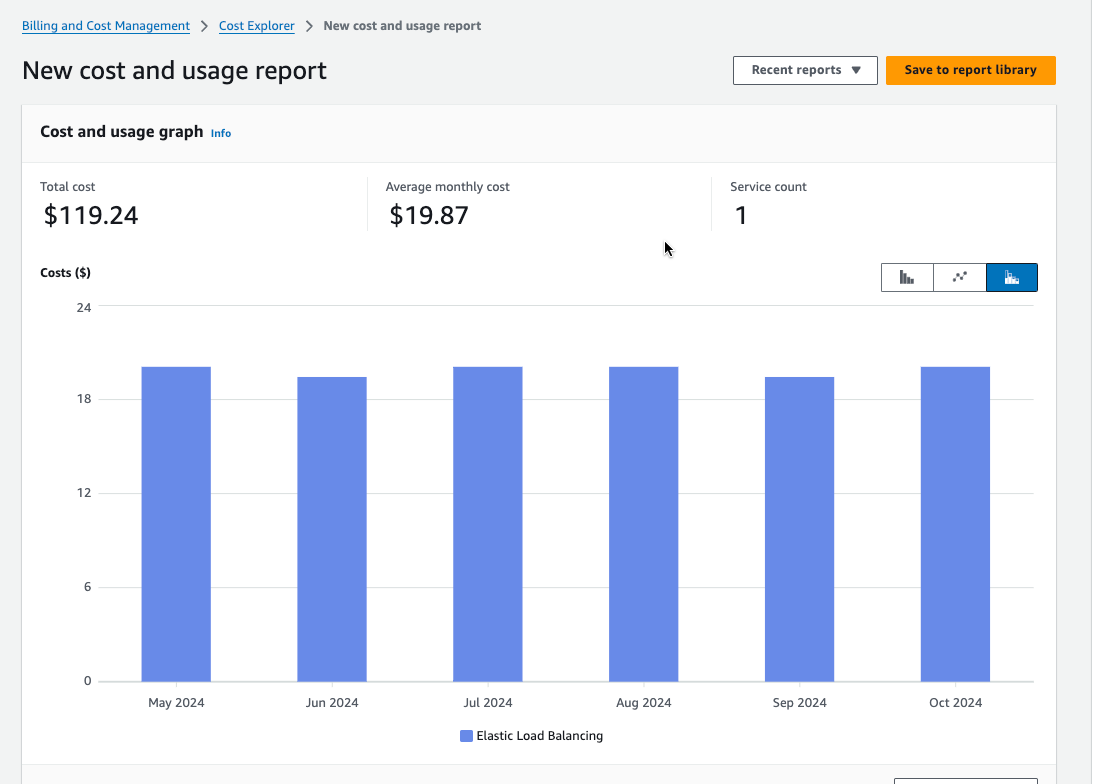 Billing and Cost Management > Cost Explorer > New cost and usage report
New cost and usage report
Recent reports ▼
Save to report library
Cost and usage graph Info
Total cost
$119.24
Average monthly cost
$19.87
Service count
1
Costs ($)
24
18
12
6
0
May 2024 Jun 2024 Jul 2024 Aug 2024 Sep 2024 Oct 2024
Elastic Load Balancing